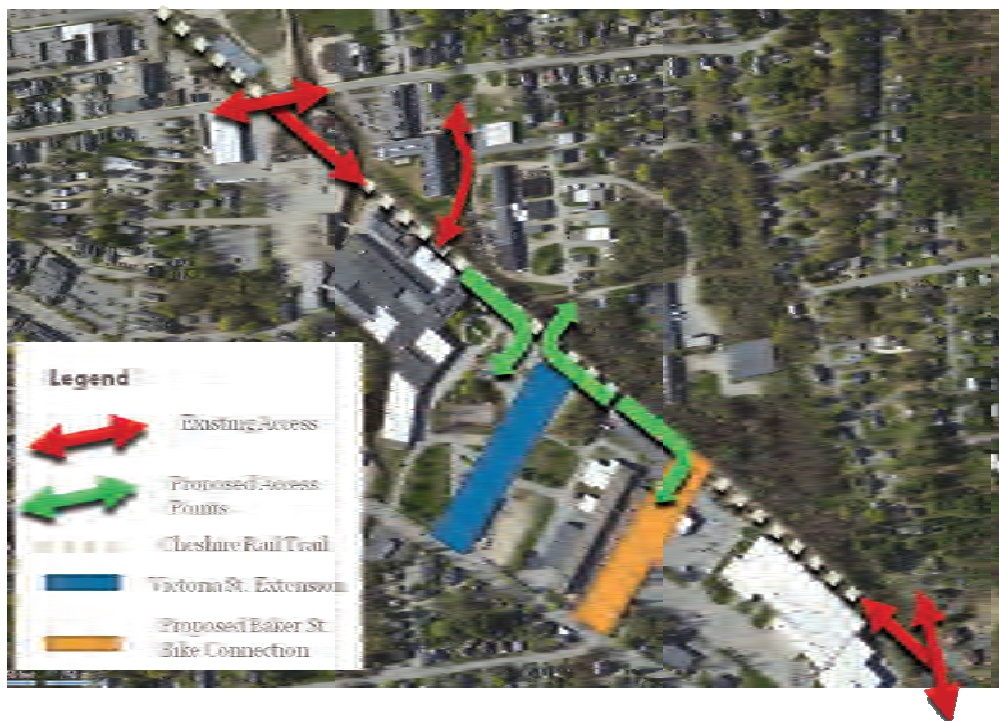 Legend
Existing Access
Proposed Access
Points
Cheshire Rail Trail
Victoria St. Extension
Proposed Baker St.
Bike Connection